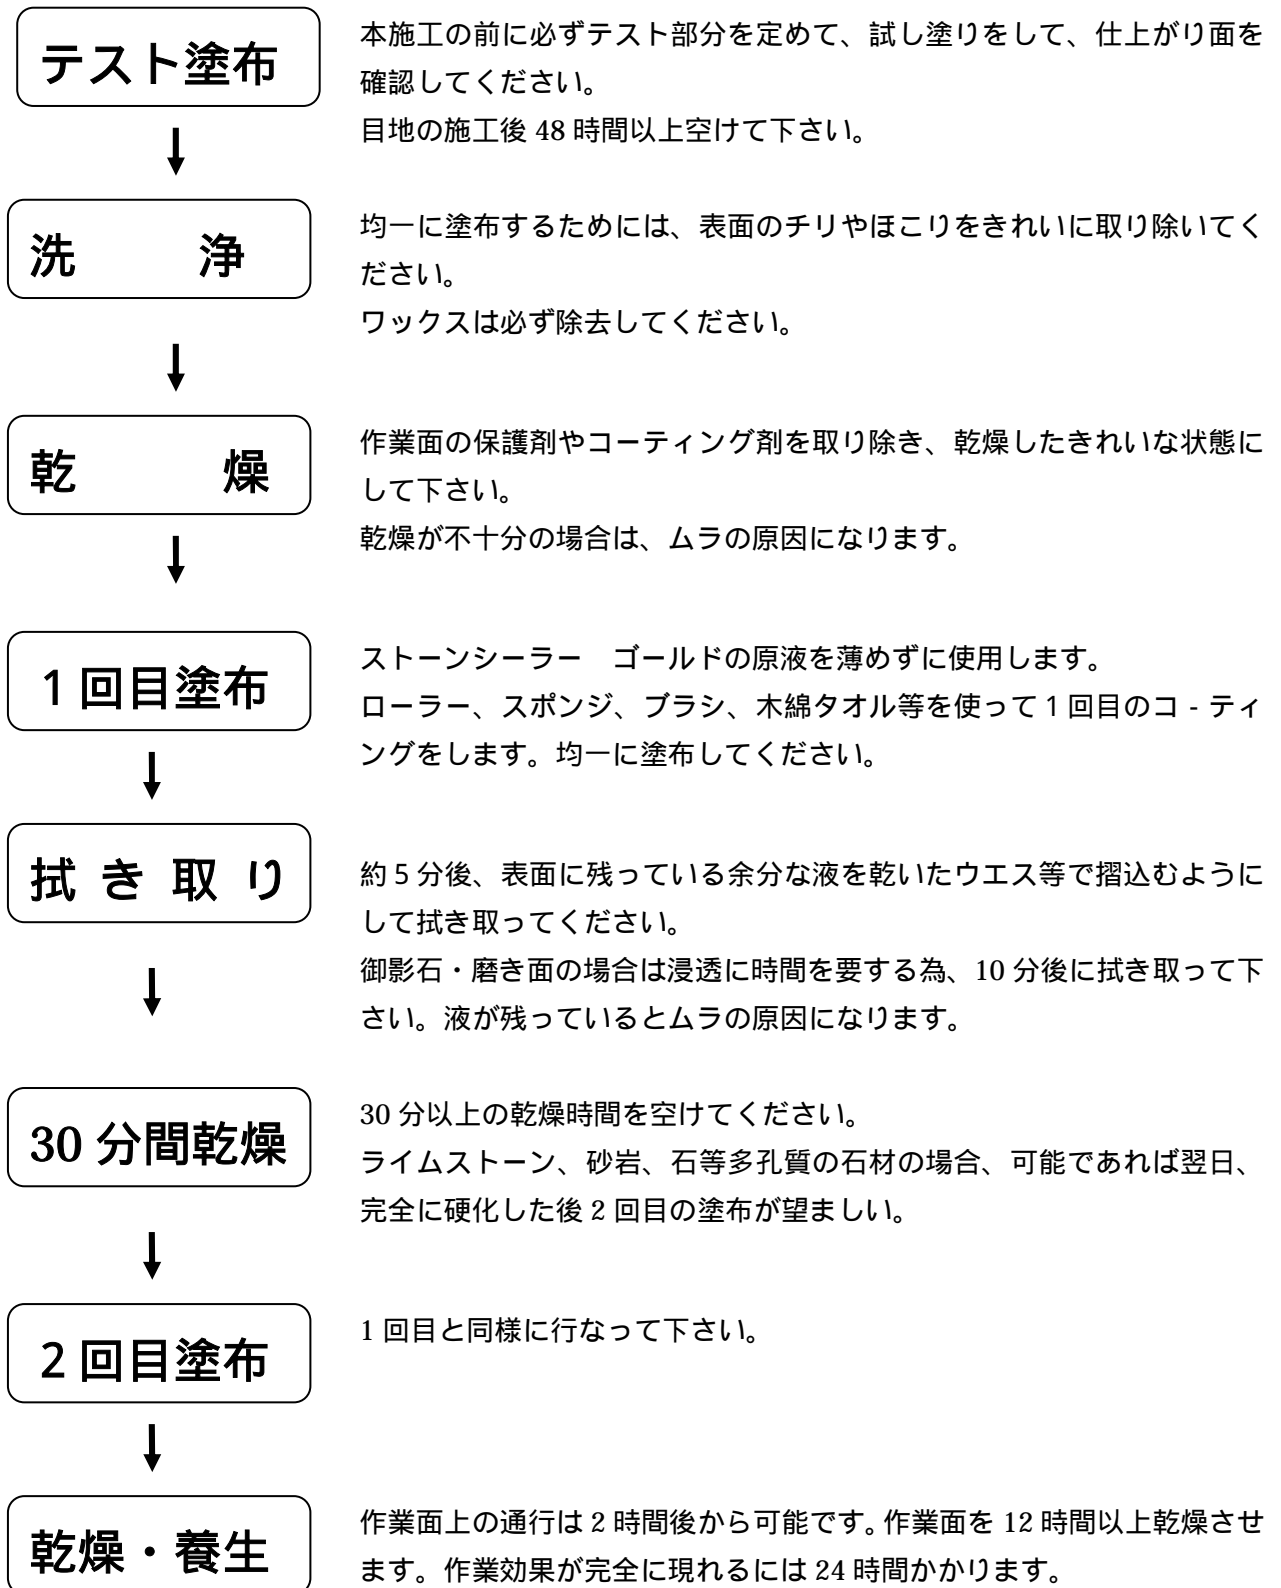 テスト塗布
本施工の前に必ずテスト部分を定めて、試し塗りをして、仕上がり面を
確認してください。
目地の施工後 48 時間以上空けて下さい。
洗　浄
均一に塗布するためには、表面のチリやほこりをきれいに取り除いてく
ださい。
ワックスは必ず除去してください。
乾　燥
作業面の保護剤やコーティング剤を取り除き、乾燥したきれいな状態に
して下さい。
乾燥が不十分の場合は、ムラの原因になります。
1 回目塗布
ストーンシーラー　ゴールドの原液を薄めずに使用します。
ローラー、スポンジ、ブラシ、木綿タオル等を使って 1 回目のコ‐ティ
ングをします。均一に塗布してください。
拭 き 取 り
約 5 分後、表面に残っている余分な液を乾いたウエス等で摺込むように
して拭き取ってください。
御影石・磨き面の場合は浸透に時間を要する為、10 分後に拭き取って下
さい。液が残っているとムラの原因になります。
30 分間乾燥
30 分以上の乾燥時間を空けてください。
ライムストーン、砂岩、石等多孔質の石材の場合、可能であれば翌日、
完全に硬化した後 2 回目の塗布が望ましい。
2 回目塗布
1 回目と同様に行なって下さい。
乾燥・養生
作業面上の通行は 2 時間後から可能です。作業面を 12 時間以上乾燥させ
ます。作業効果が完全に現れるには 24 時間かかります。